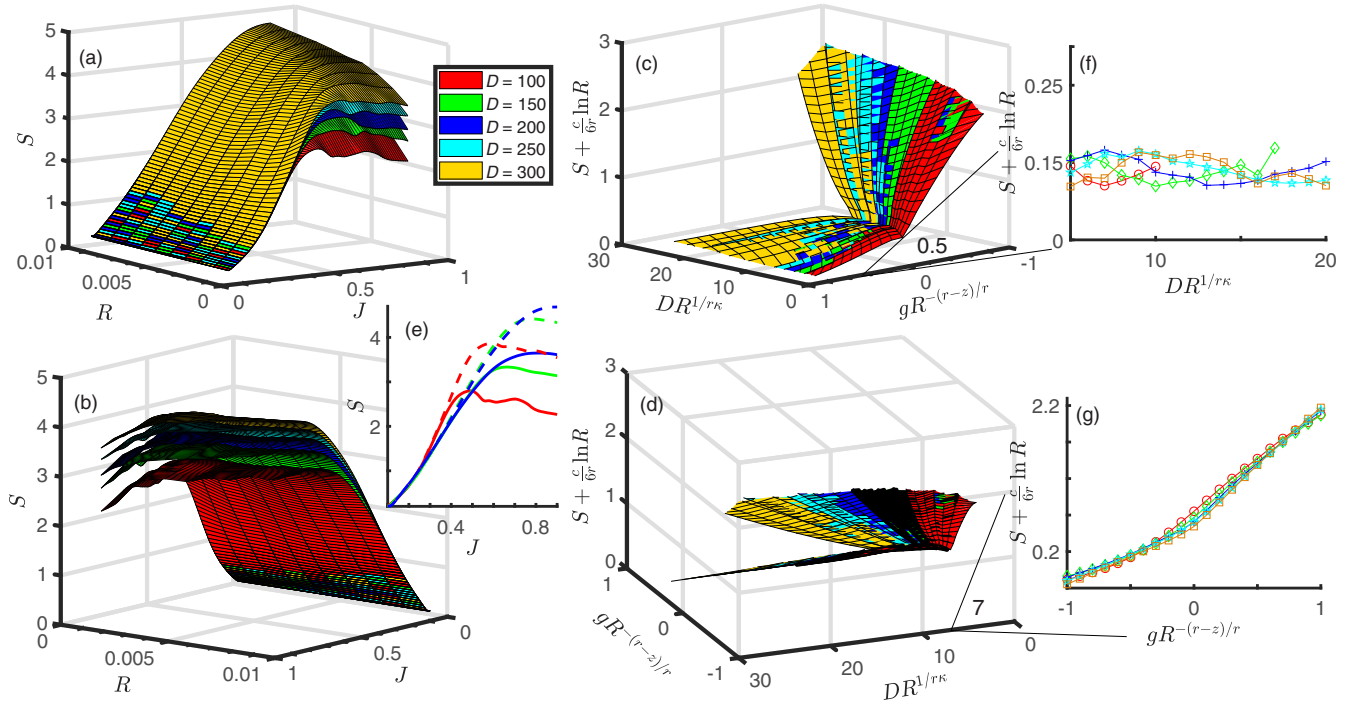 (a)
5
4
3
2
1
0
S
0.01
0.005
0
R
0
0.5
1
J
D = 100
D = 150
D = 200
D = 250
D = 300
(c)
3
2
1
0
S + c/6r lnR
30
20
10
0
DR^{1/rκ}
1
0
-1
gR^{-(r-z)/r}
0.5
(f)
0.25
0.15
0
S + c/6r lnR
10
20
DR^{1/rκ}
(b)
5
4
3
2
1
0
S
0
0.005
0.01
R
1
0.5
0
J
(e)
4
2
S
0.4
0.8
J
(d)
3
2
1
0
S + c/6r lnR
1
0
-1
gR^{-(r-z)/r}
30
20
10
0
DR^{1/rκ}
7
(g)
2.2
0.2
S + c/6r lnR
-1
0
1
gR^{-(r-z)/r}